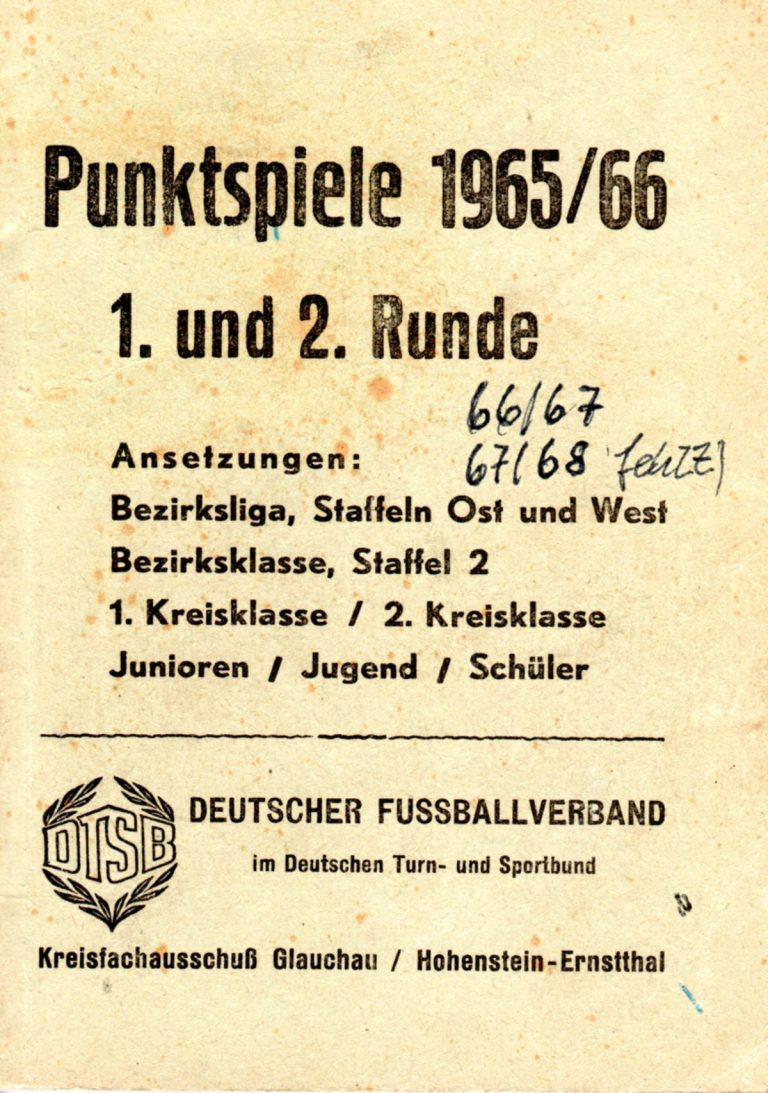 Punktspiele 1965/66
1. und 2. Runde
66/67
67/68 fehlt
Ansetzungen:
Bezirksliga, Staffeln Ost und West
Bezirksklasse, Staffel 2
1. Kreisklasse / 2. Kreisklasse
Junioren / Jugend / Schüler
DTSB
DEUTSCHER FUSSBALLVERBAND
im Deutschen Turn- und Sportbund
Kreisfachausschuß Glauchau / Hohenstein-Ernstthal